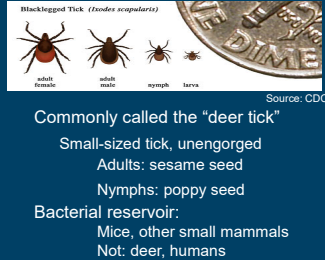 Blacklegged Tick (Ixodes scapularis)
NE DIME
adult female
adult male
nymph
larva
Source: CDC
Commonly called the “deer tick”
Small-sized tick, unengorged
Adults: sesame seed
Nymphs: poppy seed
Bacterial reservoir:
Mice, other small mammals
Not: deer, humans